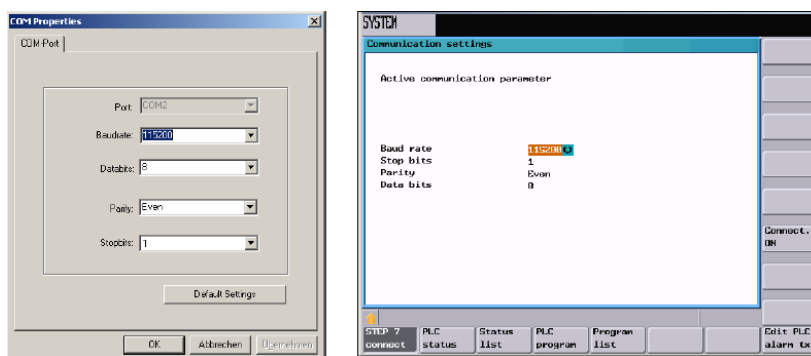 COM Properties
COM-Port
Port: COM2
Baudrate: 115200
Databits: 8
Parity: Even
Stopbits: 1
Default Settings
OK Abbrechen Übernehmen
SYSTEM
Communication settings
Active communication parameter
Baud rate 115200
Stop bits 1
Parity Even
Data bits 8
Connect.
ON
STEP 7 connect
PLC status
Status list
PLC program
Program list
Edit PLC